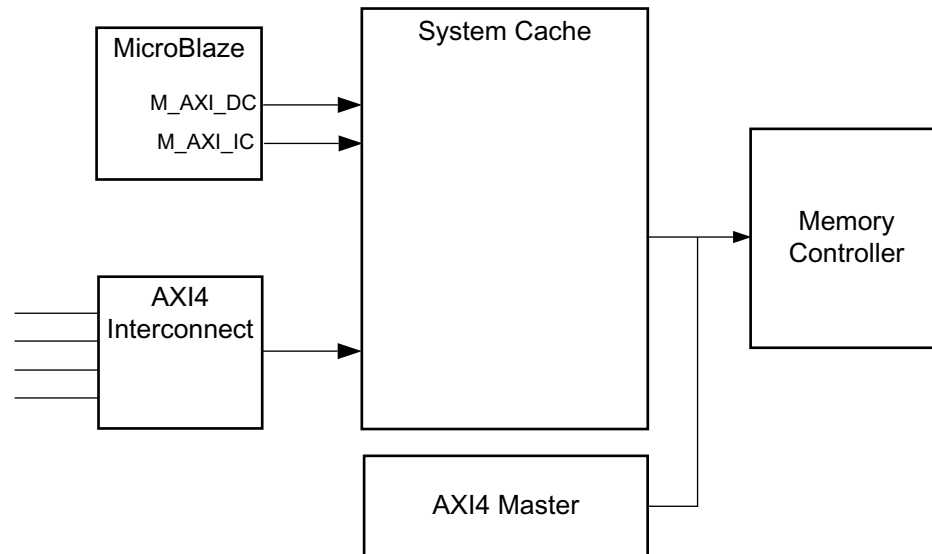 System Cache
MicroBlaze
M_AXI_DC
M_AXI_IC
Memory
Controller
AXI4
Interconnect
AXI4 Master